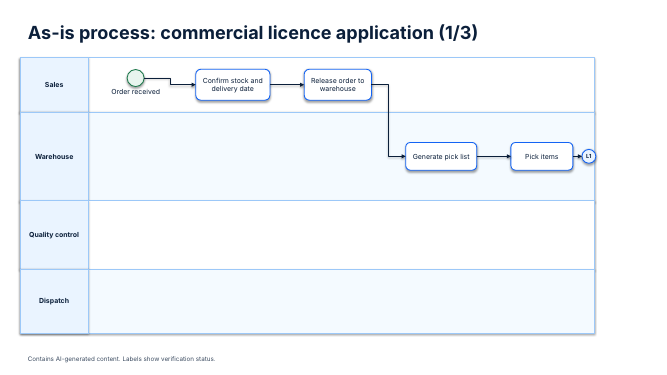 As-is process: commercial licence application (1/3)
Sales
Order received
Confirm stock and
delivery date
Release order to
warehouse
Warehouse
Generate pick list
Pick items
L1
Quality control
Dispatch
Contains AI-generated content. Labels show verification status.